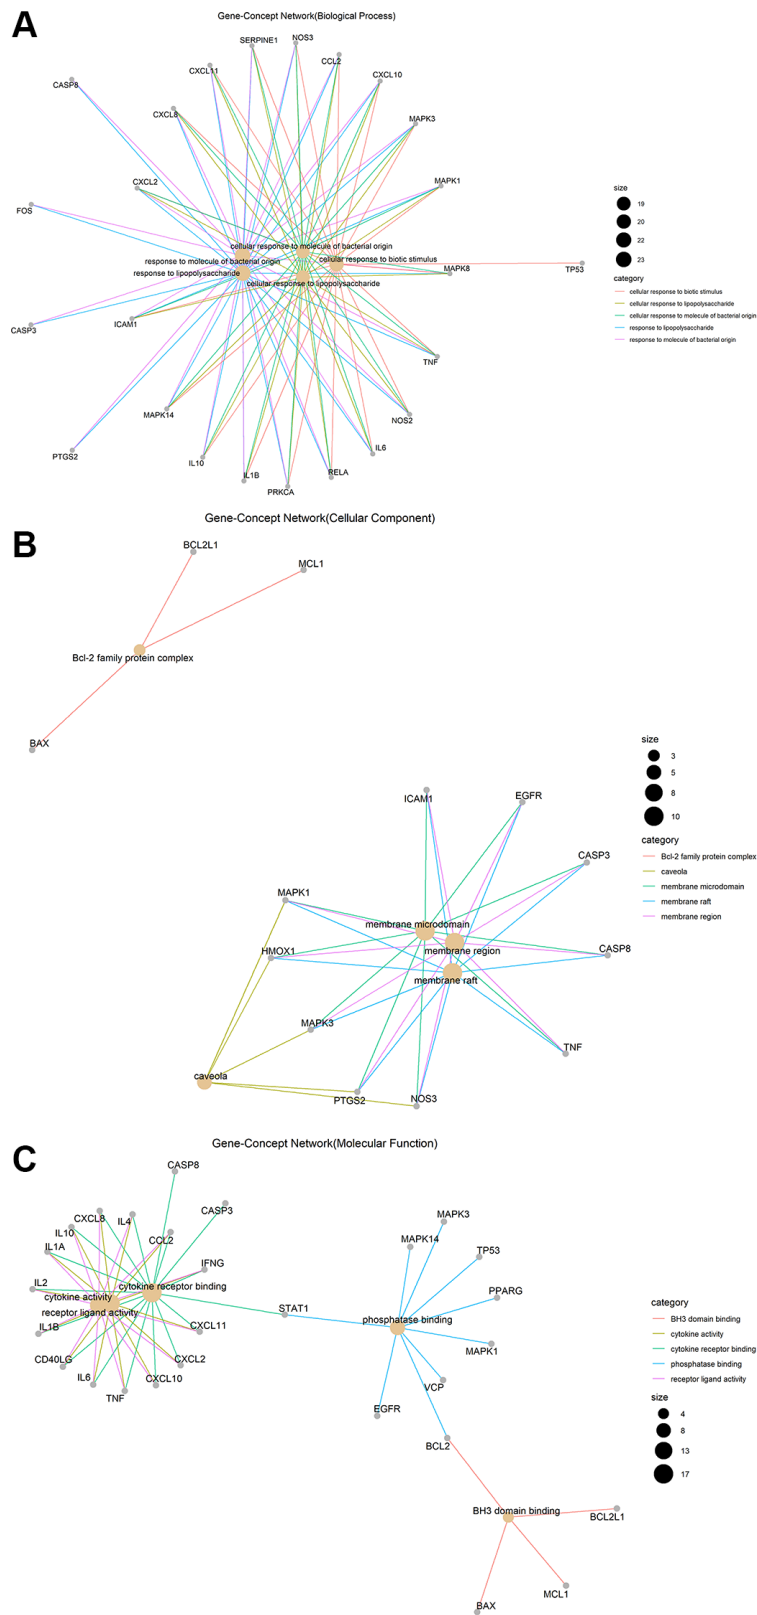 A
Gene-Concept Network(Biological Process)
SERPINE1
NOS3
CCL2
CXCL11
CXCL10
CASP8
CXCL8
MAPK3
CXCL2
MAPK1
FOS
cellular response to molecule of bacterial origin
response to molecule of bacterial origin
cellular response to biotic stimulus
response to lipopolysaccharide
cellular response to lipopolysaccharide
MAPK8
TP53
CASP3
ICAM1
TNF
MAPK14
NOS2
PTGS2
IL10
IL6
IL1B
RELA
PRKCA
size
19
20
22
23
category
cellular response to biotic stimulus
cellular response to lipopolysaccharide
cellular response to molecule of bacterial origin
response to lipopolysaccharide
response to molecule of bacterial origin
B
Gene-Concept Network(Cellular Component)
BCL2L1
MCL1
Bcl-2 family protein complex
BAX
ICAM1
EGFR
CASP3
MAPK1
membrane microdomain
HMOX1
membrane region
CASP8
membrane raft
MAPK3
TNF
caveola
PTGS2
NOS3
size
3
5
8
10
category
Bcl-2 family protein complex
caveola
membrane microdomain
membrane raft
membrane region
C
Gene-Concept Network(Molecular Function)
CASP8
CASP3
CXCL8
IL4
IL10
CCL2
IL1A
IFNG
IL2
cytokine receptor binding
cytokine activity
receptor ligand activity
IL1B
CXCL11
CD40LG
CXCL2
IL6
CXCL10
TNF
STAT1
MAPK3
MAPK14
TP53
PPARG
phosphatase binding
MAPK1
VCP
EGFR
BCL2
BH3 domain binding
BCL2L1
MCL1
BAX
category
BH3 domain binding
cytokine activity
cytokine receptor binding
phosphatase binding
receptor ligand activity
size
4
8
13
17